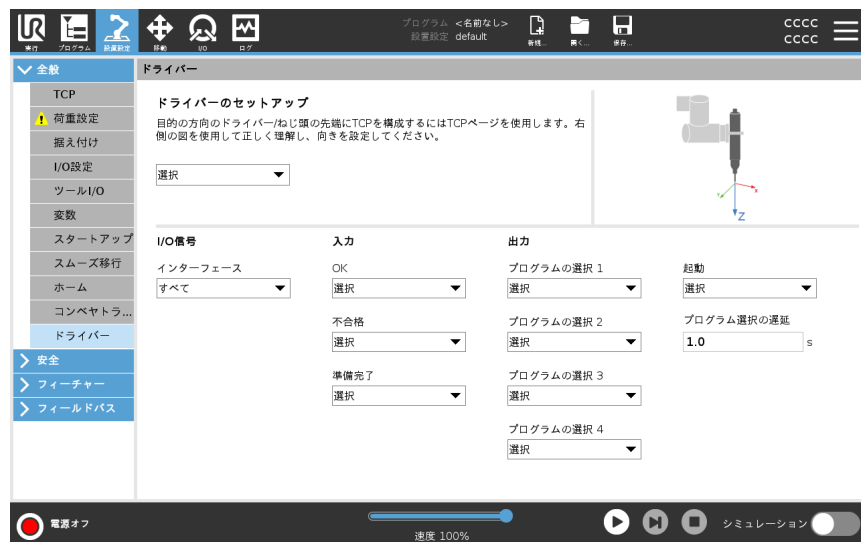 UR
実行
プログラム
設置設定
移動
I/O
ログ
プログラム <名前なし>
設置設定 default
新規...
開く...
保存...
CCCC
CCCC
全般
ドライバー
TCP
荷重設定
据え付け
I/O設定
ツールI/O
変数
スタートアップ
スムーズ移行
ホーム
コンベヤトラ...
ドライバー
安全
フィーチャー
フィールドバス
ドライバーのセットアップ
目的の方向のドライバー/ねじ頭の先端にTCPを構成するにはTCPページを使用します。右
側の図を使用して正しく理解し、向きを設定してください。
選択
Y
X
Z
I/O信号
インターフェース
すべて
入力
OK
選択
不合格
選択
準備完了
選択
出力
プログラムの選択 1
選択
プログラムの選択 2
選択
プログラムの選択 3
選択
プログラムの選択 4
選択
起動
選択
プログラム選択の遅延
1.0 s
電源オフ
速度 100%
シミュレーション